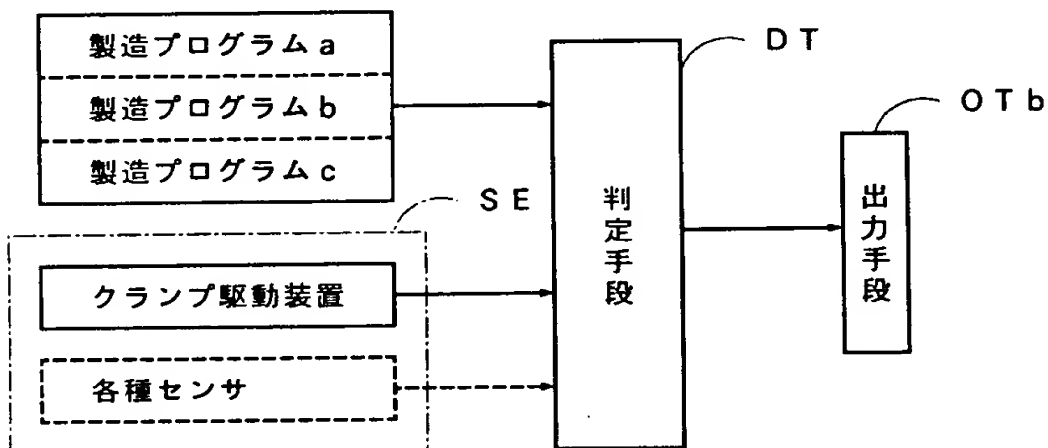 製造プログラムa
製造プログラムb
製造プログラムc
SE
クランプ駆動装置
各種センサ
DT
判定手段
OTb
出力手段